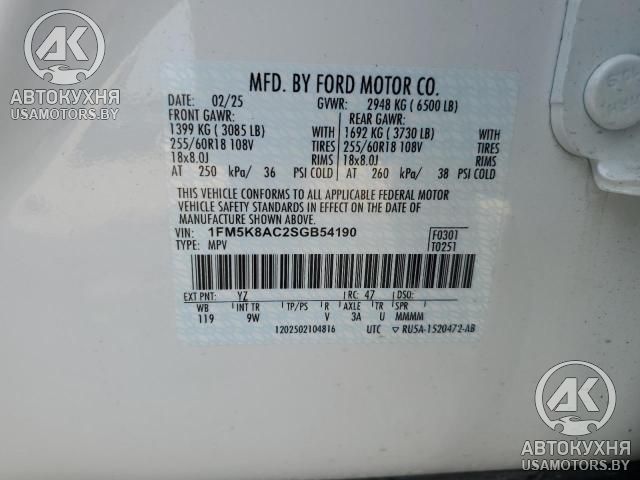 АК
АВТОКУХНЯ
USAMOTORS.BY
MFD. BY FORD MOTOR CO.
DATE: 02/25 GVWR: 2948 KG ( 6500 LB)
FRONT GAWR: REAR GAWR:
1399 KG ( 3085 LB) WITH 1692 KG ( 3730 LB) WITH
255/60R18 108V TIRES 255/60R18 108V TIRES
18x8.0J RIMS 18x8.0J RIMS
AT 250 kPa/ 36 PSI COLD AT 260 kPa/ 38 PSI COLD
THIS VEHICLE CONFORMS TO ALL APPLICABLE FEDERAL MOTOR
VEHICLE SAFETY STANDARDS IN EFFECT ON THE DATE OF
MANUFACTURE SHOWN ABOVE.
VIN: 1FM5K8AC2SGB54190 F0301
TYPE: MPV T0251
EXT PNT: YZ RC: 47 DSO:
WB INT TR TP/PS R AXLE TR SPR
119 9W V 3A U MMMM
1202502104816 UTC ▽ RU5A-1520472-AB
АК
АВТОКУХНЯ
USAMOTORS.BY